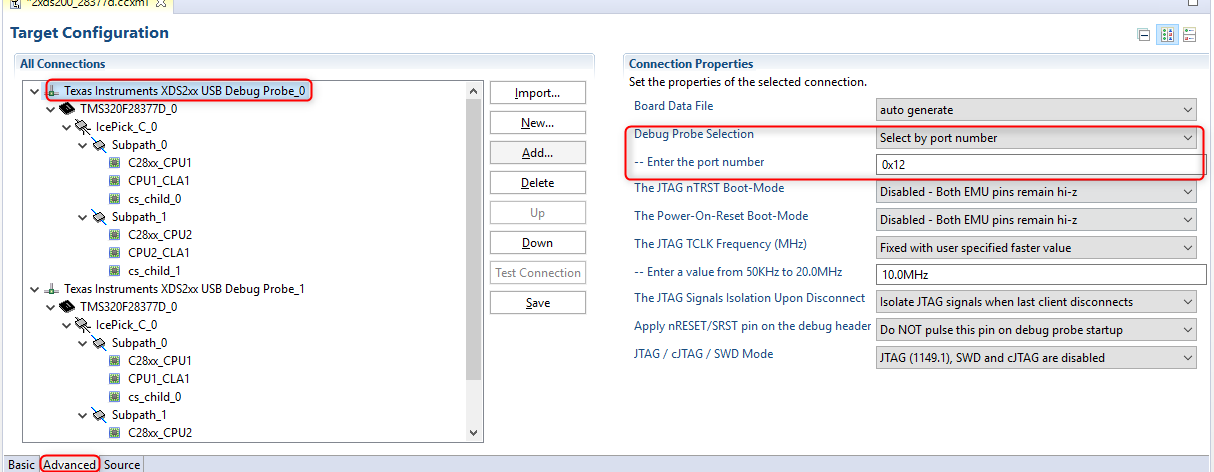 *2xds200_28377d.ccxml
Target Configuration
All Connections
Texas Instruments XDS2xx USB Debug Probe_0
TMS320F28377D_0
IcePick_C_0
Subpath_0
C28xx_CPU1
CPU1_CLA1
cs_child_0
Subpath_1
C28xx_CPU2
CPU2_CLA1
cs_child_1
Texas Instruments XDS2xx USB Debug Probe_1
TMS320F28377D_0
IcePick_C_0
Subpath_0
C28xx_CPU1
CPU1_CLA1
cs_child_0
Subpath_1
C28xx_CPU2
Import...
New...
Add...
Delete
Up
Down
Test Connection
Save
Connection Properties
Set the properties of the selected connection.
Board Data File auto generate
Debug Probe Selection Select by port number
-- Enter the port number 0x12
The JTAG nTRST Boot-Mode Disabled - Both EMU pins remain hi-z
The Power-On-Reset Boot-Mode Disabled - Both EMU pins remain hi-z
The JTAG TCLK Frequency (MHz) Fixed with user specified faster value
-- Enter a value from 50KHz to 20.0MHz 10.0MHz
The JTAG Signals Isolation Upon Disconnect Isolate JTAG signals when last client disconnects
Apply nRESET/SRST pin on the debug header Do NOT pulse this pin on debug probe startup
JTAG / cJTAG / SWD Mode JTAG (1149.1), SWD and cJTAG are disabled
Basic Advanced Source